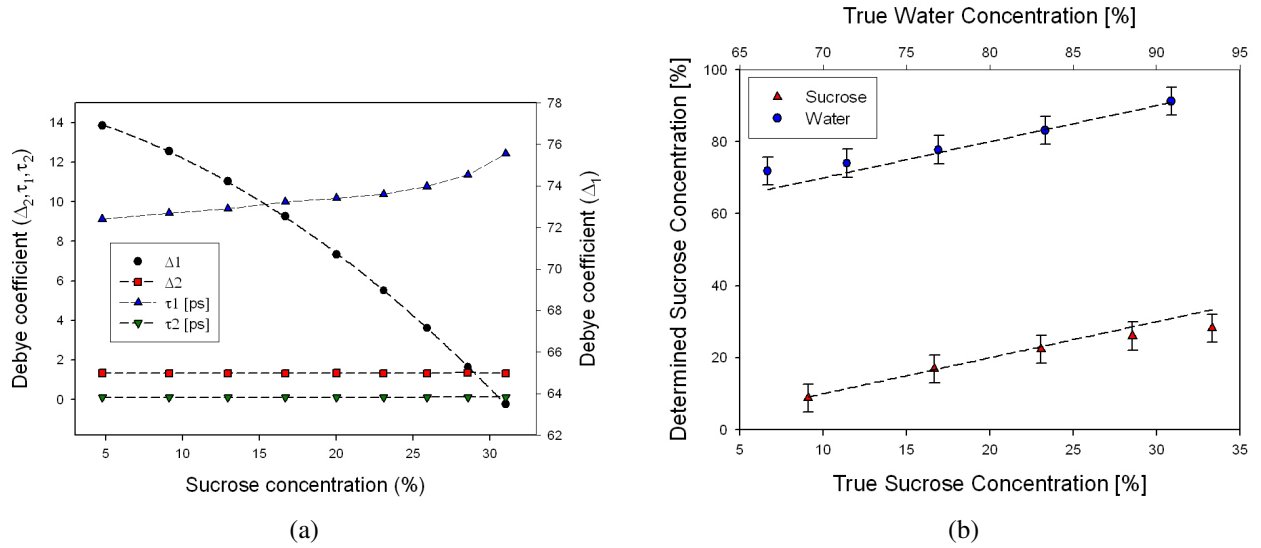 Debye coefficient (Δ2,τ1,τ2)
14
12
10
8
6
4
2
0
Δ1
Δ2
τ1 [ps]
τ2 [ps]
78
76
74
72
70
68
66
64
62
Debye coefficient (Δ1)
5 10 15 20 25 30
Sucrose concentration (%)
(a)
True Water Concentration [%]
65 70 75 80 85 90 95
Determined Sucrose Concentration [%]
100
80
60
40
20
0
Sucrose
Water
5 10 15 20 25 30 35
True Sucrose Concentration [%]
(b)